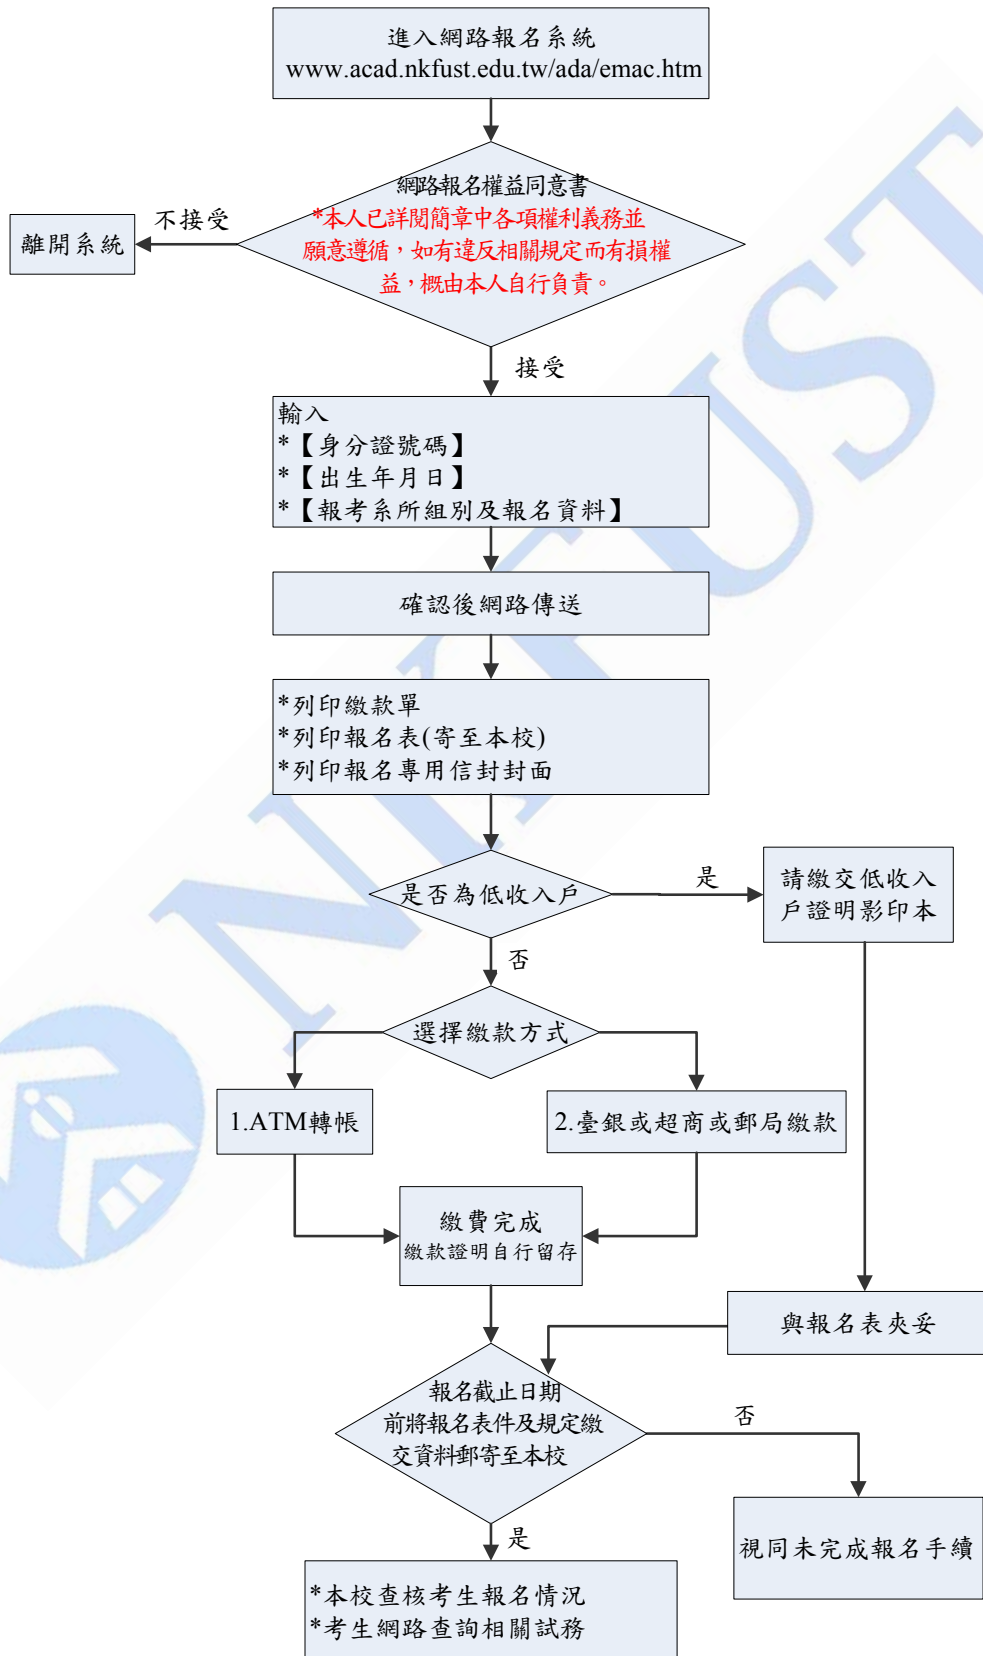 進入網路報名系統
www.acad.nkfust.edu.tw/ada/emac.htm
網路報名權益同意書
*本人已詳閱簡章中各項權利義務並
願意遵循，如有違反相關規定而有損權
益，概由本人自行負責。
不接受
離開系統
接受
輸入
*【身分證號碼】
*【出生年月日】
*【報考系所組別及報名資料】
確認後網路傳送
*列印繳款單
*列印報名表(寄至本校)
*列印報名專用信封封面
是否為低收入戶
是
請繳交低收入
戶證明影印本
否
選擇繳款方式
1.ATM轉帳
2.臺銀或超商或郵局繳款
繳費完成
繳款證明自行留存
與報名表夾妥
報名截止日期
前將報名表件及規定繳
交資料郵寄至本校
否
視同未完成報名手續
是
*本校查核考生報名情況
*考生網路查詢相關試務
NKFUST